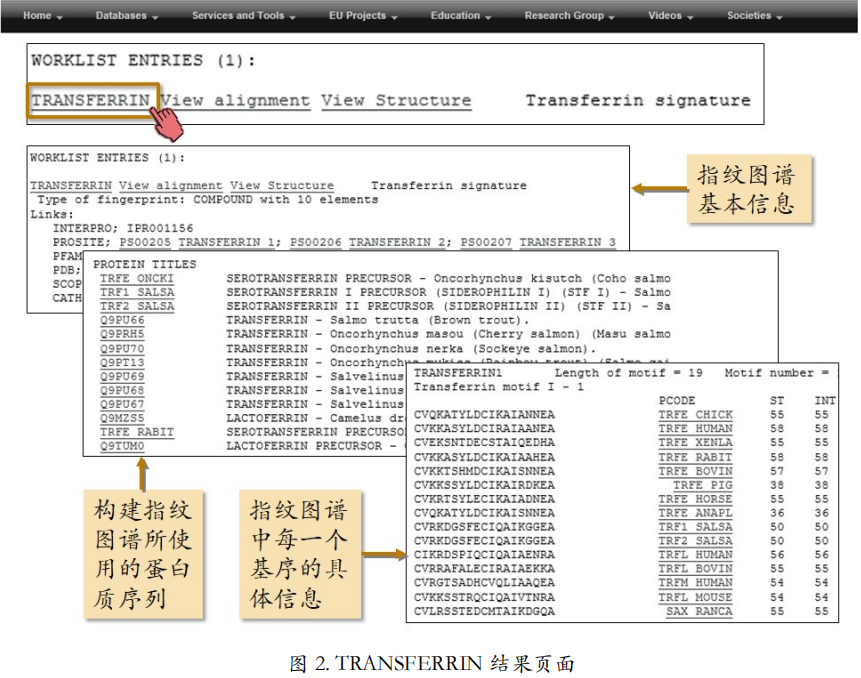 Home Databases Services and Tools EU Projects Education Research Group Videos Societies
WORKLIST ENTRIES (1):
TRANSFERRIN View alignment View Structure Transferrin signature
WORKLIST ENTRIES (1):
TRANSFERRIN View alignment View Structure Transferrin signature
Type of fingerprint: COMPOUND with 10 elements
Links:
INTERPRO; IPR001156
PROSITE; PS00205 TRANSFERRIN 1; PS00206 TRANSFERRIN 2; PS00207 TRANSFERRIN 3
PFAM
PDB;
SCOP
CATH
指纹图谱
基本信息
PROTEIN TITLES
TRFE ONCKI SEROTRANSFERRIN PRECURSOR - Oncorhynchus kisutch (Coho salmo
TRF1 SALSA SEROTRANSFERRIN I PRECURSOR (SIDEROPHILIN I) (STF I) - Salmo
TRF2 SALSA SEROTRANSFERRIN II PRECURSOR (SIDEROPHILIN II) (STF II) - Sa
Q9PU66 TRANSFERRIN - Salmo trutta (Brown trout).
Q9PRH5 TRANSFERRIN - Oncorhynchus masou (Cherry salmon) (Masu salmo
Q9PU70 TRANSFERRIN - Oncorhynchus nerka (Sockeye salmon).
Q9PT13 TRANSFERRIN - Oncorhynchus mykiss (Rainbow trout) (Salmo gai
Q9PU69 TRANSFERRIN - Salvelinus
Q9PU68 TRANSFERRIN - Salvelinus
Q9PU67 TRANSFERRIN - Salvelinus
Q9MZS5 LACTOFERRIN - Camelus dr
TRFE RABIT SEROTRANSFERRIN PRECURSO
Q9TUM0 LACTOFERRIN PRECURSOR -
TRANSFERRIN1 Length of motif = 19 Motif number =
Transferrin motif I - 1
PCODE ST INT
CVQKATYLDCIKAIANNEA TRFE CHICK 55 55
CVKKASYLDCIRAIAANEA TRFE HUMAN 58 58
CVEKSNTDECSTAIQEDHA TRFE XENLA 55 55
CVKKASYLDCIKAIAAHEA TRFE RABIT 58 58
CVKKTSHMDCIKAISNNEA TRFE BOVIN 57 57
CVKKSSYLDCIKAIRDKEA TRFE PIG 38 38
CVKRTSYLECIKAIADNEA TRFE HORSE 55 55
CVQKATYLDCIKAISNNEA TRFE ANAPL 36 36
CVRKDGSFECIQAIKGGEA TRF1 SALSA 50 50
CVRKDGSFECIQAIKGGEA TRF2 SALSA 50 50
CIKRDSPIQCIQAIAENRA TRFL HUMAN 56 56
CVRRAFALECIRAIAEKKA TRFL BOVIN 55 55
CVRGTSADHCVQLIAAQEA TRFM HUMAN 54 54
CVKKSSTRQCIQAIVTNRA TRFL MOUSE 54 54
CVLRSSTEDCMTAIKDGQA SAX RANCA 55 55
构建指纹
图谱所使
用的蛋白
质序列
指纹图谱
中每一个
基序的具
体信息
图 2. TRANSFERRIN 结果页面